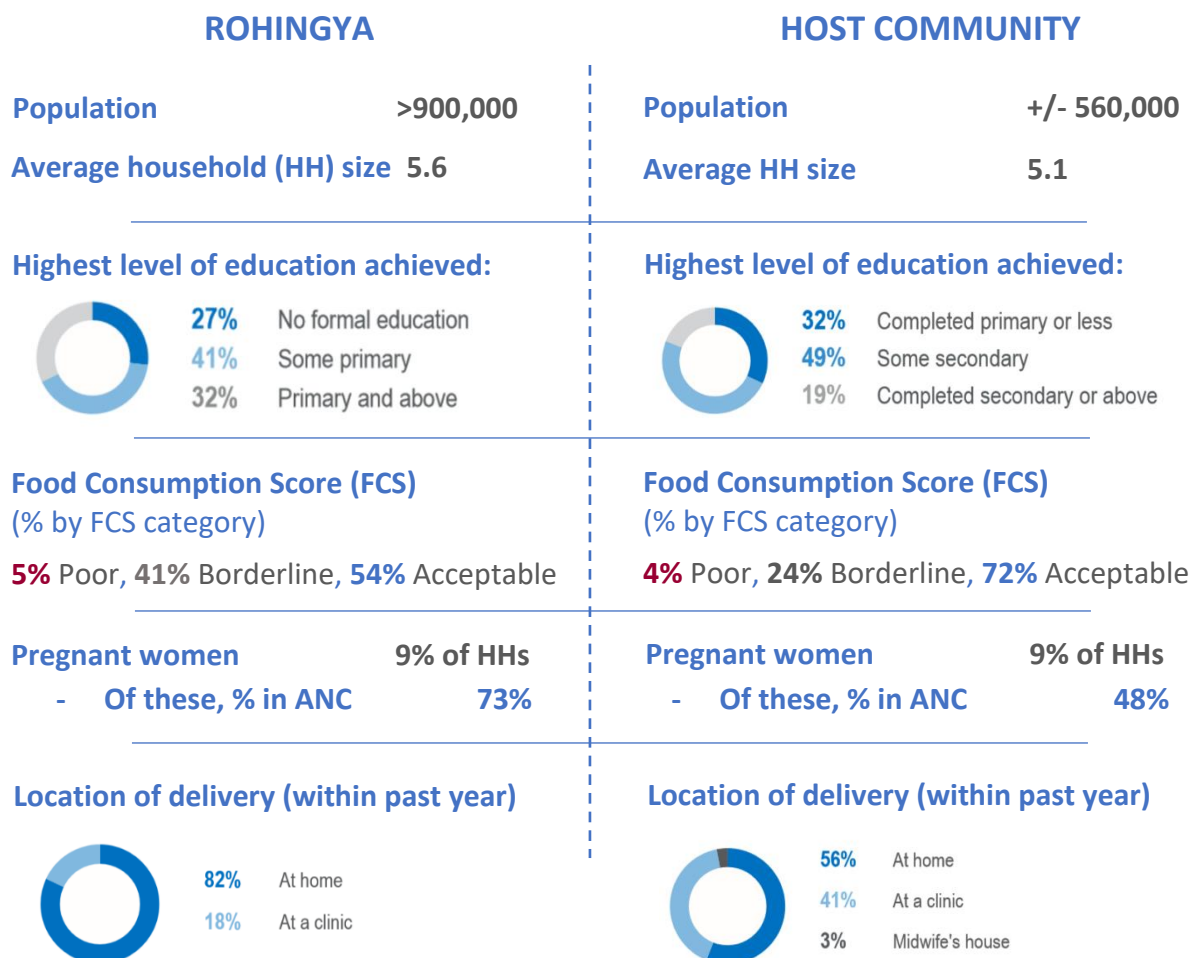 ROHINGYA
Population >900,000
Average household (HH) size 5.6
Highest level of education achieved:
27% No formal education
41% Some primary
32% Primary and above
Food Consumption Score (FCS)
(% by FCS category)
5% Poor, 41% Borderline, 54% Acceptable
Pregnant women 9% of HHs
- Of these, % in ANC 73%
Location of delivery (within past year)
82% At home
18% At a clinic
HOST COMMUNITY
Population +/- 560,000
Average HH size 5.1
Highest level of education achieved:
32% Completed primary or less
49% Some secondary
19% Completed secondary or above
Food Consumption Score (FCS)
(% by FCS category)
4% Poor, 24% Borderline, 72% Acceptable
Pregnant women 9% of HHs
- Of these, % in ANC 48%
Location of delivery (within past year)
56% At home
41% At a clinic
3% Midwife's house